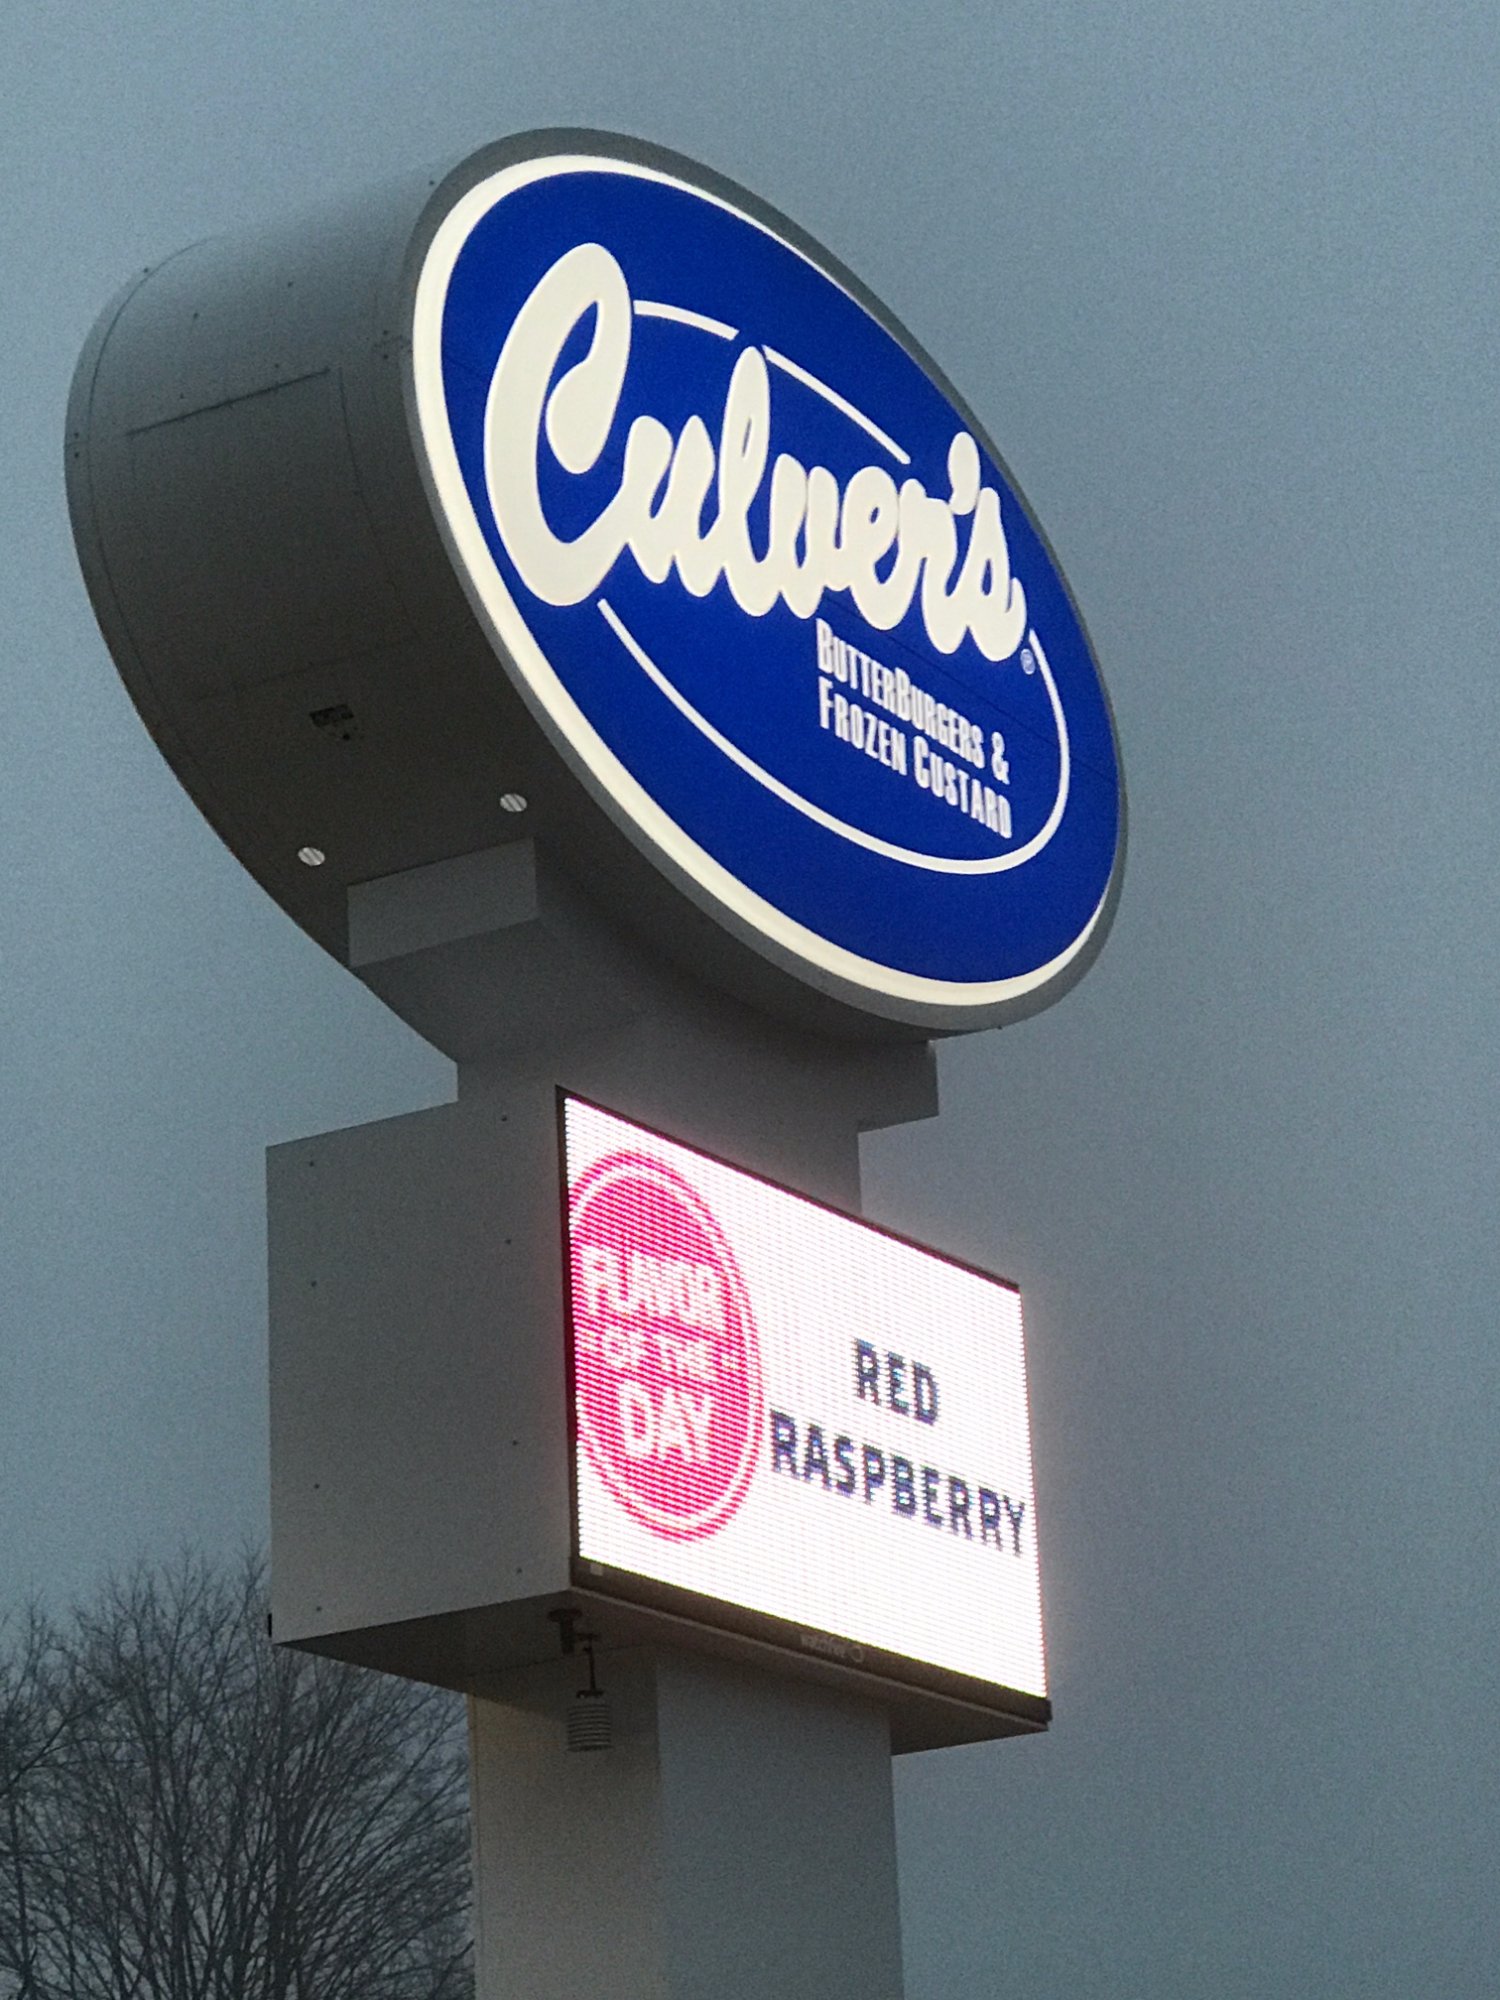 Culver's®
BUTTERBURGERS &
FROZEN CUSTARD
FLAVOR
OF THE
DAY
RED
RASPBERRY